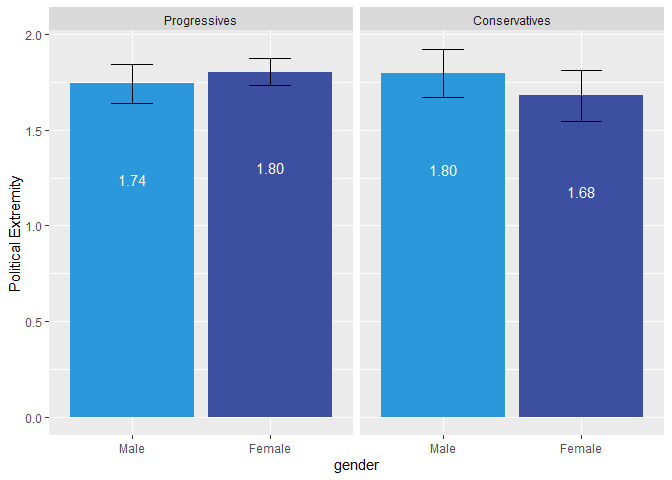 Progressives
Conservatives
Political Extremity
2.0
1.5
1.0
0.5
0.0
1.74
1.80
1.80
1.68
Male
Female
Male
Female
gender